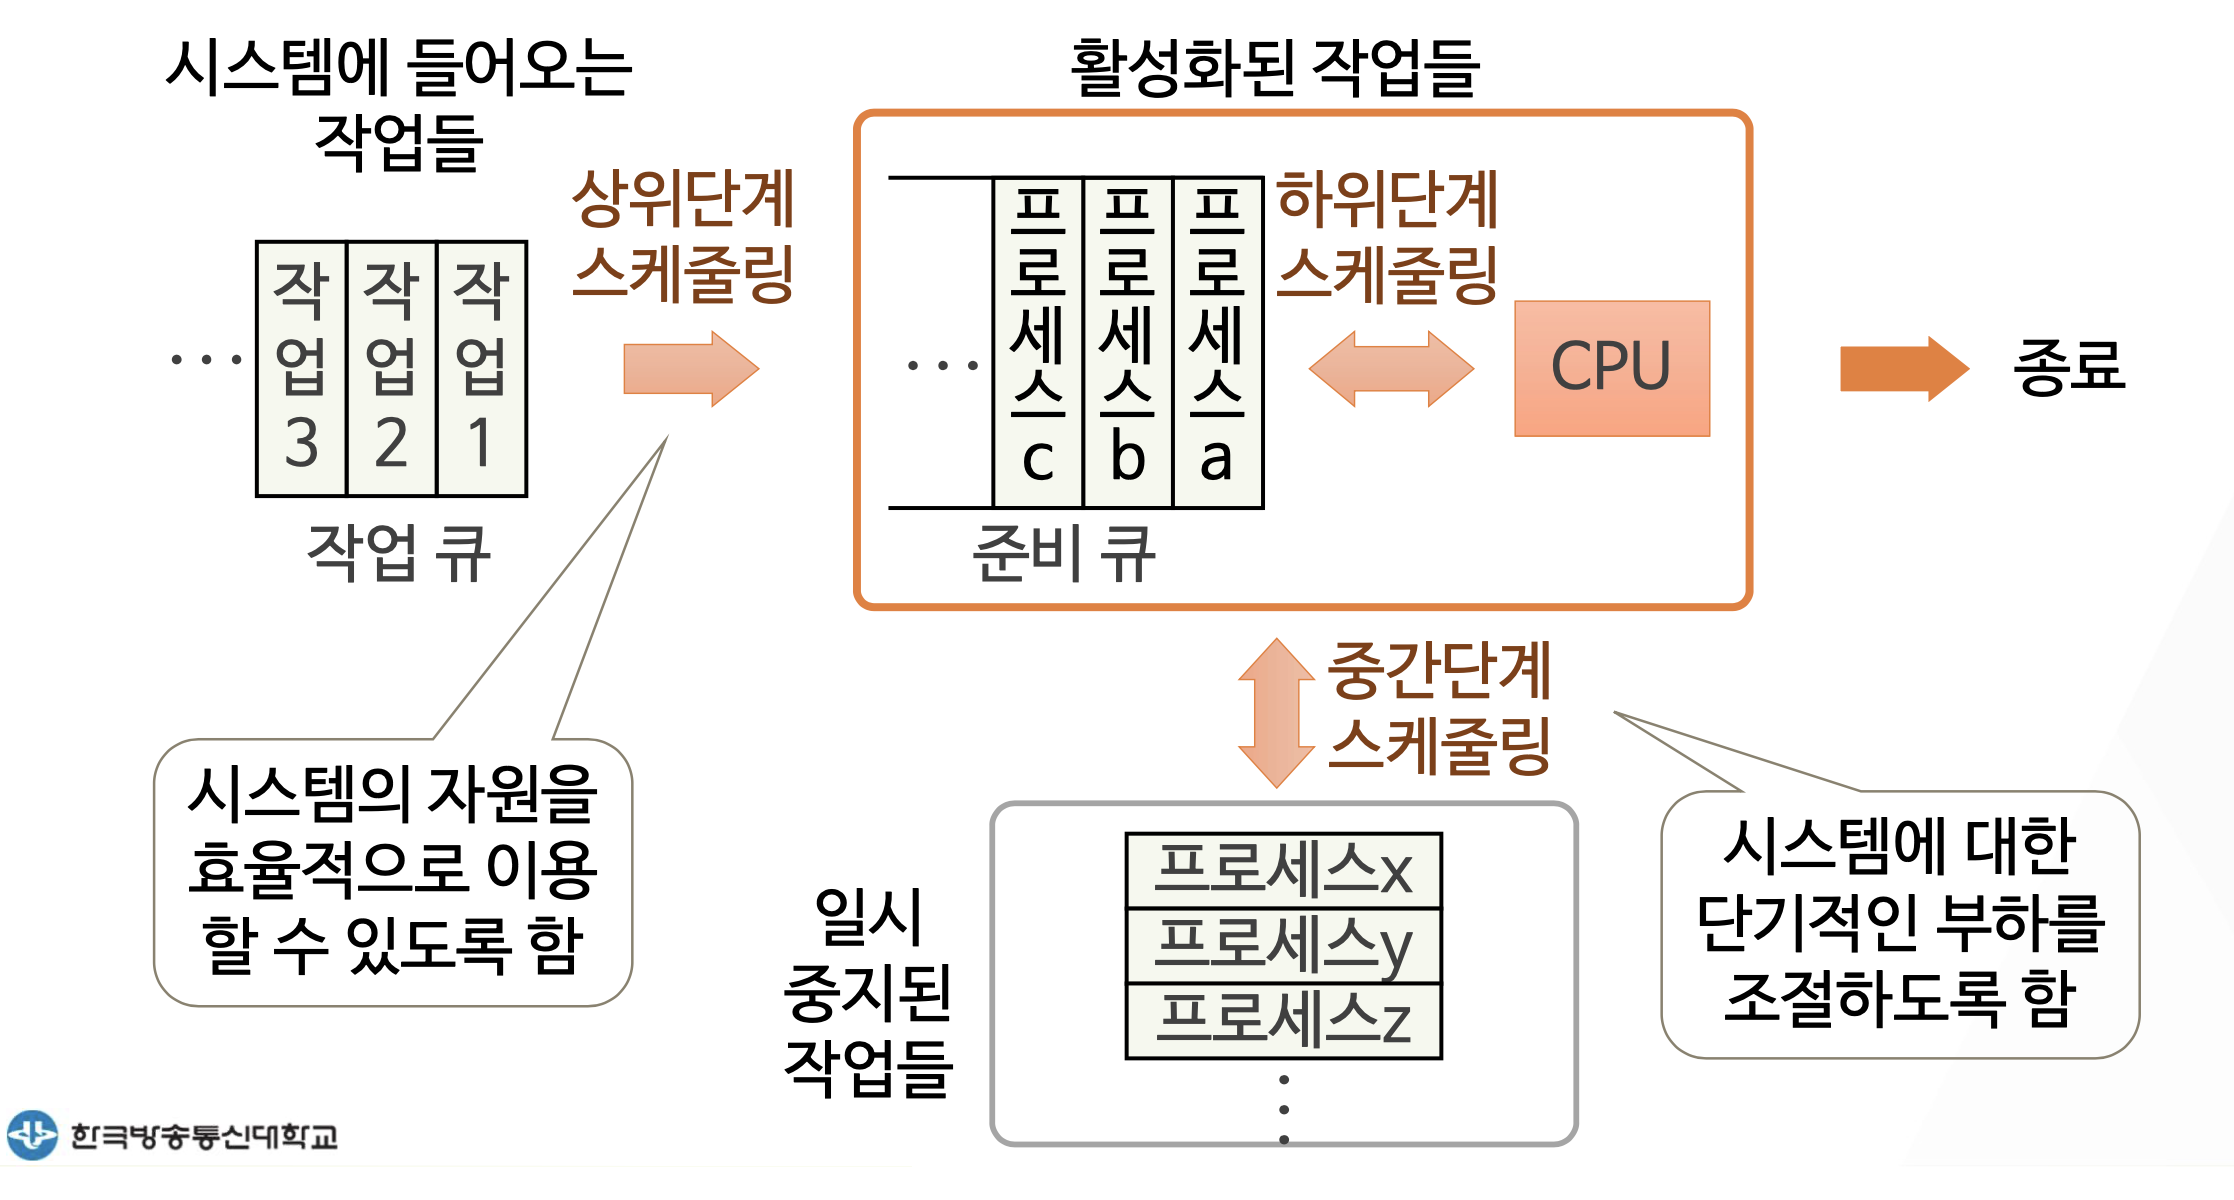 시스템에 들어오는
작업들
작업3
작업2
작업1
작업 큐
상위단계
스케줄링
활성화된 작업들
프로세스c
프로세스b
프로세스a
준비 큐
하위단계
스케줄링
CPU
종료
중간단계
스케줄링
시스템의 자원을
효율적으로 이용
할 수 있도록 함
일시
중지된
작업들
프로세스x
프로세스y
프로세스z
시스템에 대한
단기적인 부하를
조절하도록 함
한국방송통신대학교